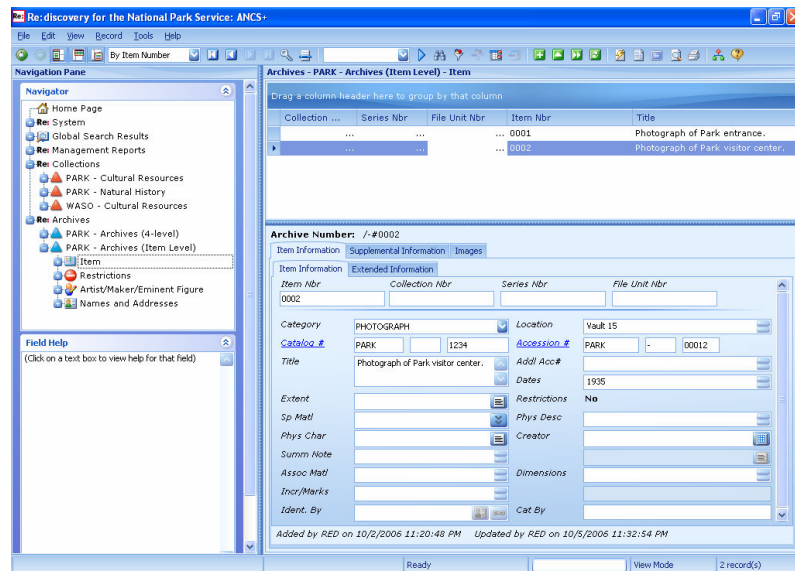 Re: Re:discovery for the National Park Service: ANCS+
File Edit View Record Tools Help
By Item Number
Navigation Pane
Archives - PARK - Archives (Item Level) - Item
Navigator
Home Page
Re: System
Global Search Results
Re: Management Reports
Re: Collections
PARK - Cultural Resources
PARK - Natural History
WASO - Cultural Resources
Re: Archives
PARK - Archives (4-level)
PARK - Archives (Item Level)
Item
Restrictions
Artist/Maker/Eminent Figure
Names and Addresses
Field Help
(Click on a text box to view help for that field)
Drag a column header here to group by that column
Collection ... Series Nbr File Unit Nbr Item Nbr Title
... ... ... 0001 Photograph of Park entrance.
... ... ... 0002 Photograph of Park visitor center.
Archive Number: /-#0002
Item Information Supplemental Information Images
Item Information Extended Information
Item Nbr Collection Nbr Series Nbr File Unit Nbr
0002
Category PHOTOGRAPH Location Vault 15
Catalog # PARK 1234 Accession # PARK - 00012
Title Photograph of Park visitor center. Addl Acc#
Dates 1935
Extent Restrictions No
Sp Matl Phys Desc
Phys Char Creator
Summ Note
Assoc Matl Dimensions
Incr/Marks
Ident. By Cat By
Added by RED on 10/2/2006 11:20:48 PM Updated by RED on 10/5/2006 11:32:54 PM
Ready View Mode 2 record(s)